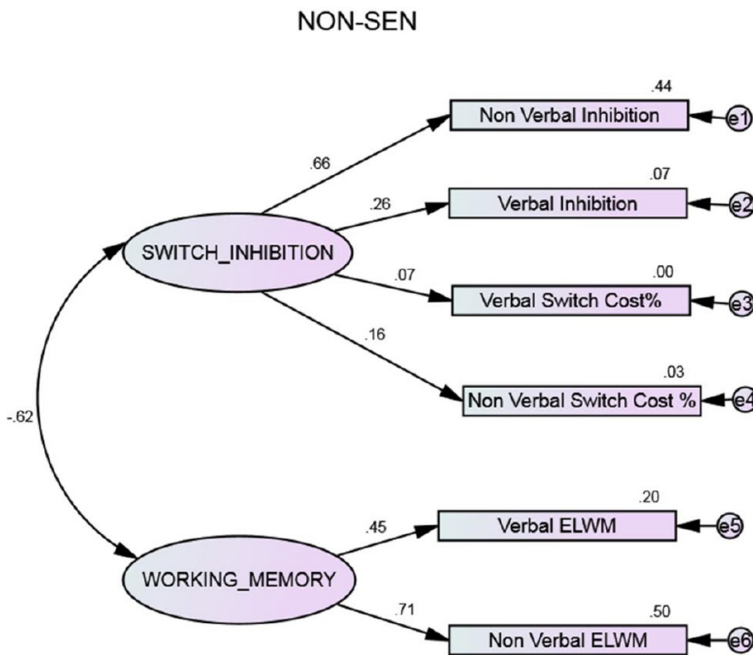 NON-SEN
.44
Non Verbal Inhibition
e1
.66
.07
.26
Verbal Inhibition
e2
SWITCH_INHIBITION
.00
.07
Verbal Switch Cost%
e3
.16
.03
Non Verbal Switch Cost %
e4
-.62
.20
.45
Verbal ELWM
e5
WORKING_MEMORY
.71
.50
Non Verbal ELWM
e6